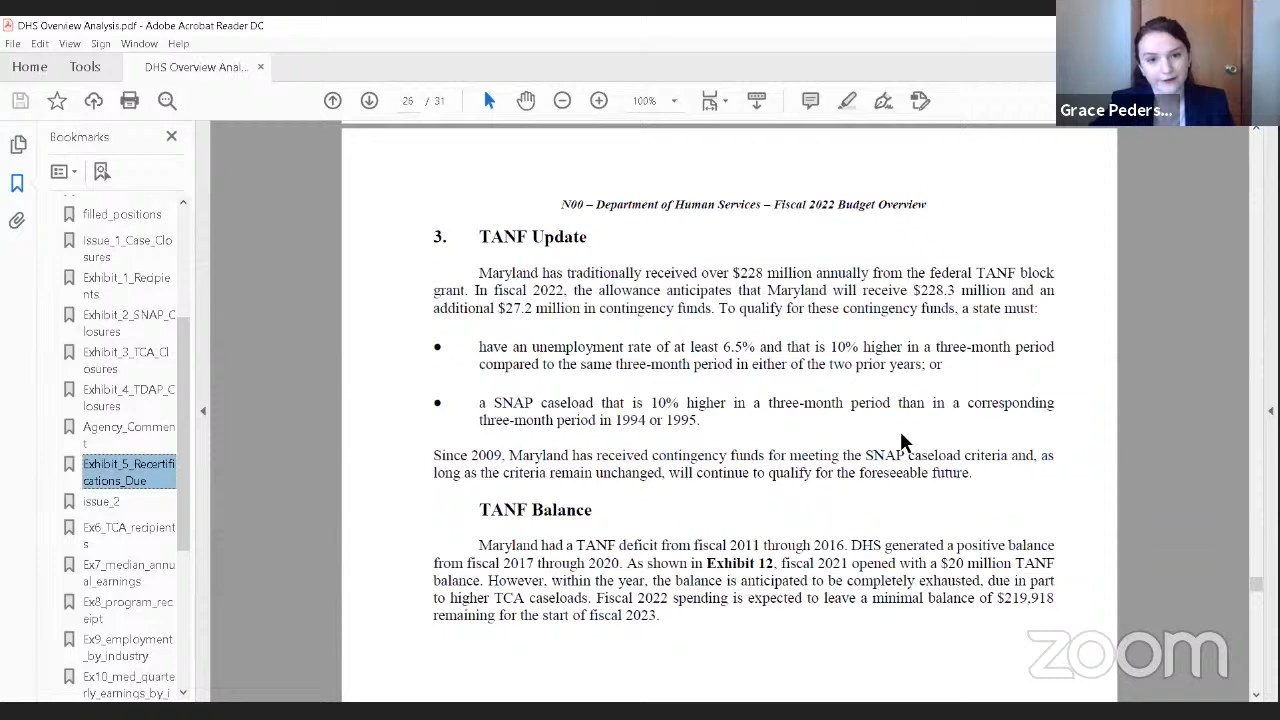 DHS Overview Analysis.pdf - Adobe Acrobat Reader DC
File Edit View Sign Window Help
Home Tools DHS Overview Anal... ×
26 / 31 100%
Grace Peders...
Bookmarks
filled_positions
Issue_1_Case_Clo
sures
Exhibit_1_Recipie
nts
Exhibit_2_SNAP_C
losures
Exhibit_3_TCA_Cl
osures
Exhibit_4_TDAP_C
losures
Agency_Commen
t
Exhibit_5_Recertifi
cations_Due
issue_2
Ex6_TCA_recipient
s
Ex7_median_annu
al_earnings
Ex8_program_rec
eipt
Ex9_employment
_by_industry
Ex10_med_quarte
rly_earnings_by_i
N00 – Department of Human Services – Fiscal 2022 Budget Overview
3. TANF Update
Maryland has traditionally received over $228 million annually from the federal TANF block
grant. In fiscal 2022, the allowance anticipates that Maryland will receive $228.3 million and an
additional $27.2 million in contingency funds. To qualify for these contingency funds, a state must:
● have an unemployment rate of at least 6.5% and that is 10% higher in a three-month period
compared to the same three-month period in either of the two prior years; or
● a SNAP caseload that is 10% higher in a three-month period than in a corresponding
three-month period in 1994 or 1995.
Since 2009, Maryland has received contingency funds for meeting the SNAP caseload criteria and, as
long as the criteria remain unchanged, will continue to qualify for the foreseeable future.
TANF Balance
Maryland had a TANF deficit from fiscal 2011 through 2016. DHS generated a positive balance
from fiscal 2017 through 2020. As shown in Exhibit 12, fiscal 2021 opened with a $20 million TANF
balance. However, within the year, the balance is anticipated to be completely exhausted, due in part
to higher TCA caseloads. Fiscal 2022 spending is expected to leave a minimal balance of $219,918
remaining for the start of fiscal 2023.
zoom